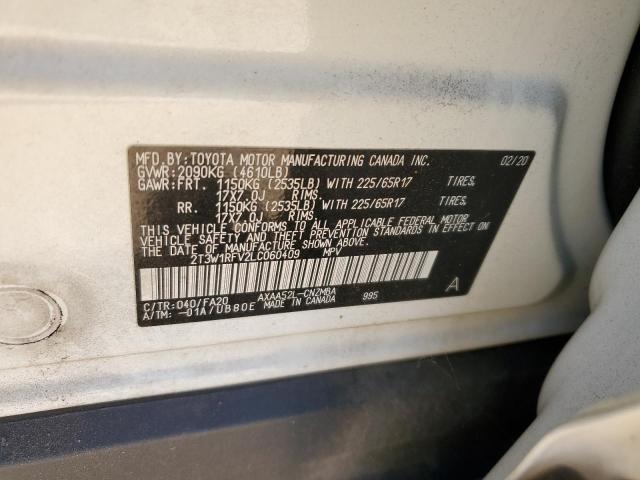 MFD.BY:TOYOTA MOTOR MANUFACTURING CANADA INC. 02/20
GVWR:2090KG (4610LB)
GAWR:FRT. 1150KG (2535LB) WITH 225/65R17 TIRES,
17X7.0J RIMS
RR. 1150KG (2535LB) WITH 225/65R17 TIRES,
17X7.0J RIMS
THIS VEHICLE CONFORMS TO ALL APPLICABLE FEDERAL MOTOR
VEHICLE SAFETY AND THEFT PREVENTION STANDARDS IN EFFECT ON
THE DATE OF MANUFACTURE SHOWN ABOVE.
2T3W1RFV2LC060409 MPV
C/TR:040/FA20 AXAA52L-CNZMBA 995 A
A/TM: -01A/UB80E MADE IN CANADA